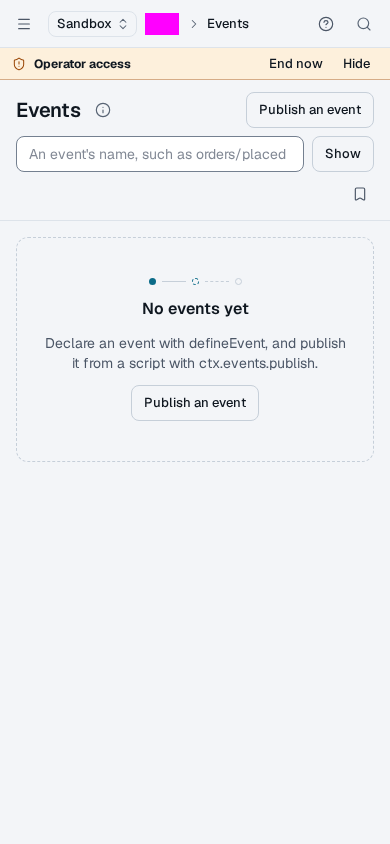 Sandbox
Events
Operator access
End now
Hide
Events
Publish an event
An event's name, such as orders/placed
Show
No events yet
Declare an event with defineEvent, and publish
it from a script with ctx.events.publish.
Publish an event